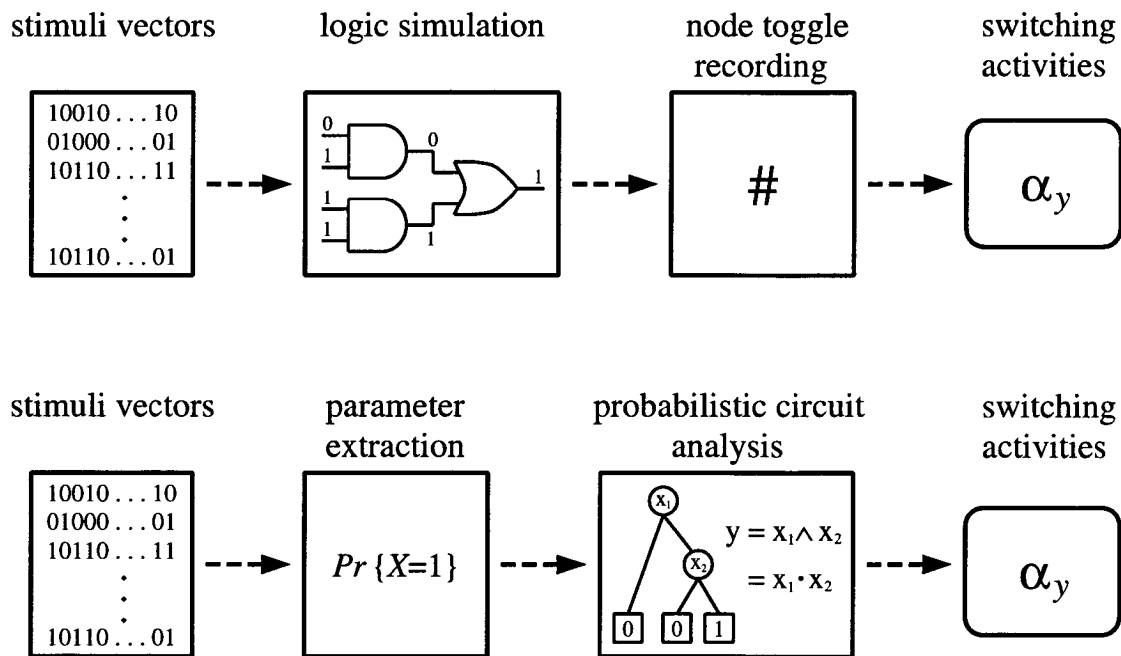 stimuli vectors
logic simulation
node toggle
recording
switching
activities
10010 . . . 10
01000 . . . 01
10110 . . . 11
.
.
.
10110 . . . 01
0
1
0
1
1
1
1
#
αy
stimuli vectors
parameter
extraction
probabilistic circuit
analysis
switching
activities
10010 . . . 10
01000 . . . 01
10110 . . . 11
.
.
.
10110 . . . 01
Pr {X=1}
x1
x2
0 0 1
y = x1 ∧ x2
= x1 · x2
αy